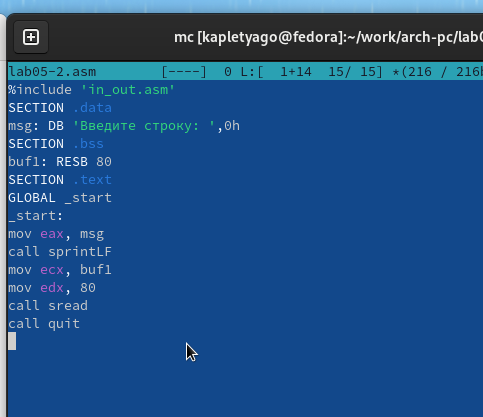 mc [kapletyago@fedora]:~/work/arch-pc/lab0
lab05-2.asm [----] 0 L:[ 1+14 15/ 15] *(216 / 216b
%include 'in_out.asm'
SECTION .data
msg: DB 'Введите строку: ',0h
SECTION .bss
buf1: RESB 80
SECTION .text
GLOBAL _start
_start:
mov eax, msg
call sprintLF
mov ecx, buf1
mov edx, 80
call sread
call quit